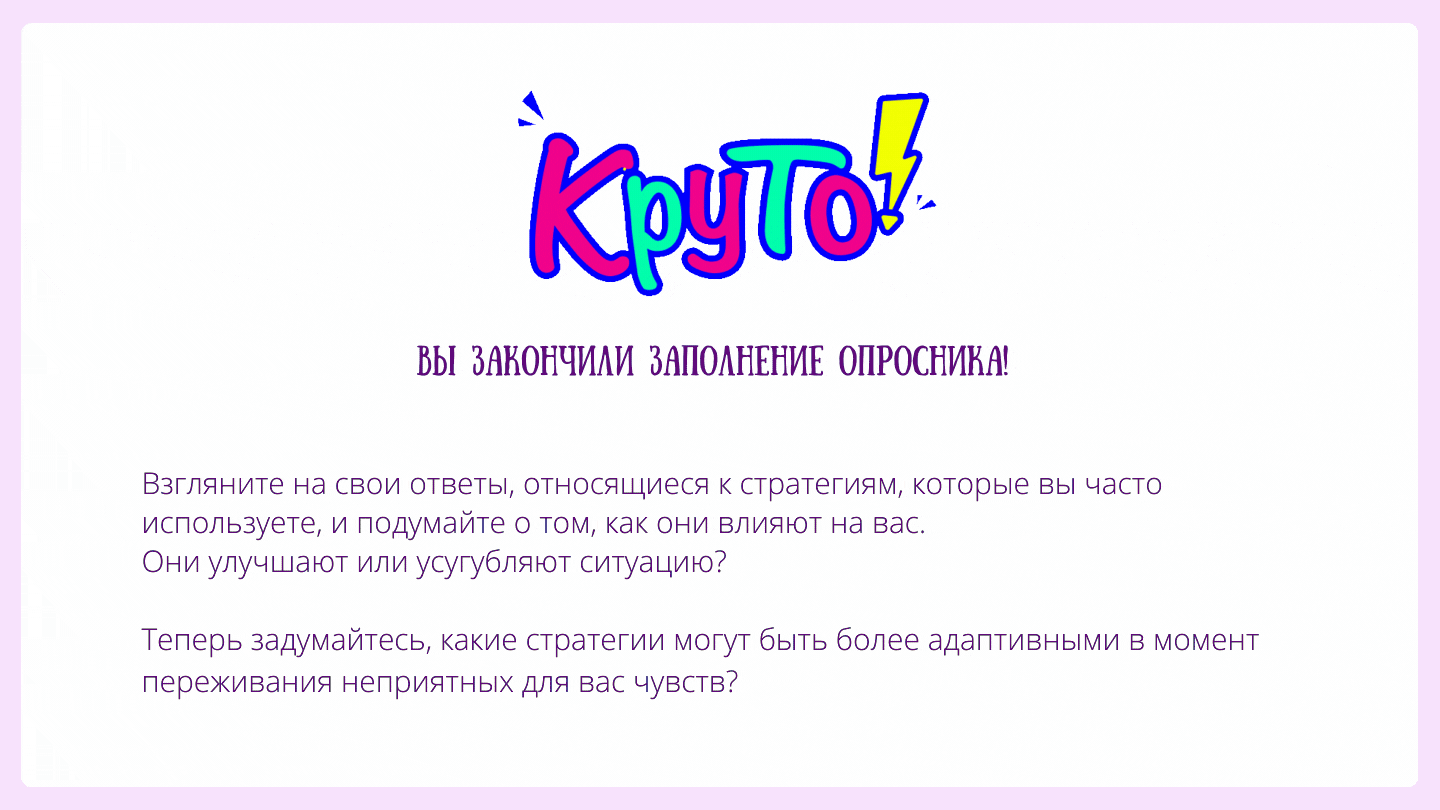 КруТо!
ВЫ ЗАКОНЧИЛИ ЗАПОЛНЕНИЕ ОПРОСНИКА!
Взгляните на свои ответы, относящиеся к стратегиям, которые вы часто
используете, и подумайте о том, как они влияют на вас.
Они улучшают или усугубляют ситуацию?
Теперь задумайтесь, какие стратегии могут быть более адаптивными в момент
переживания неприятных для вас чувств?